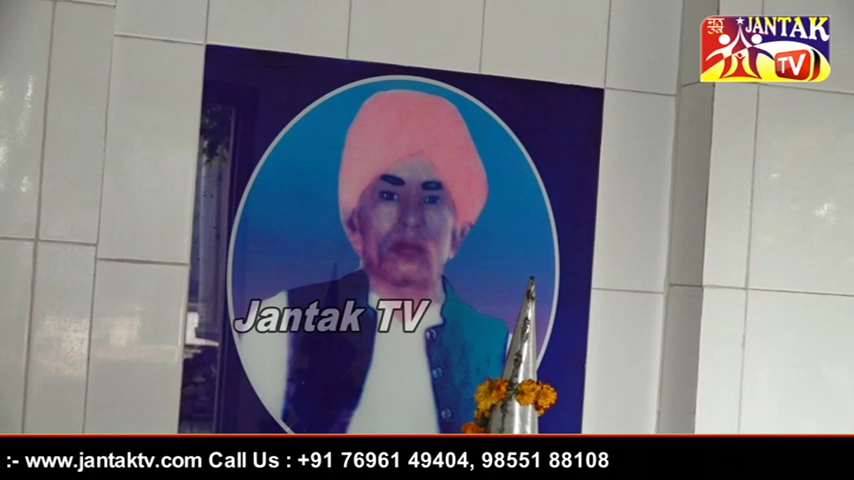 JANTAK
TV
Jantak TV
:- www.jantaktv.com Call Us : +91 76961 49404, 98551 88108